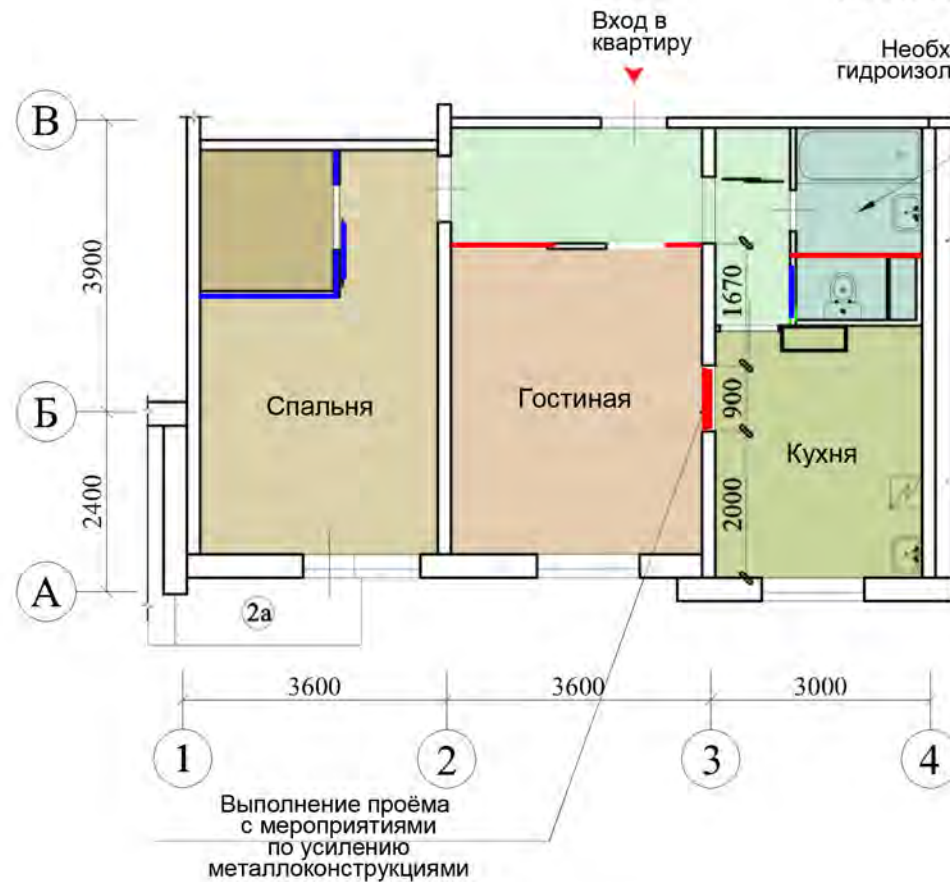 Вход в
квартиру
Необх
гидроизол
В
3900
1670
Спальня
Гостиная
900
Б
Кухня
2400
2000
А
2а
3600
3600
3000
1
2
3
4
Выполнение проёма
с мероприятиями
по усилению
металлоконструкциями